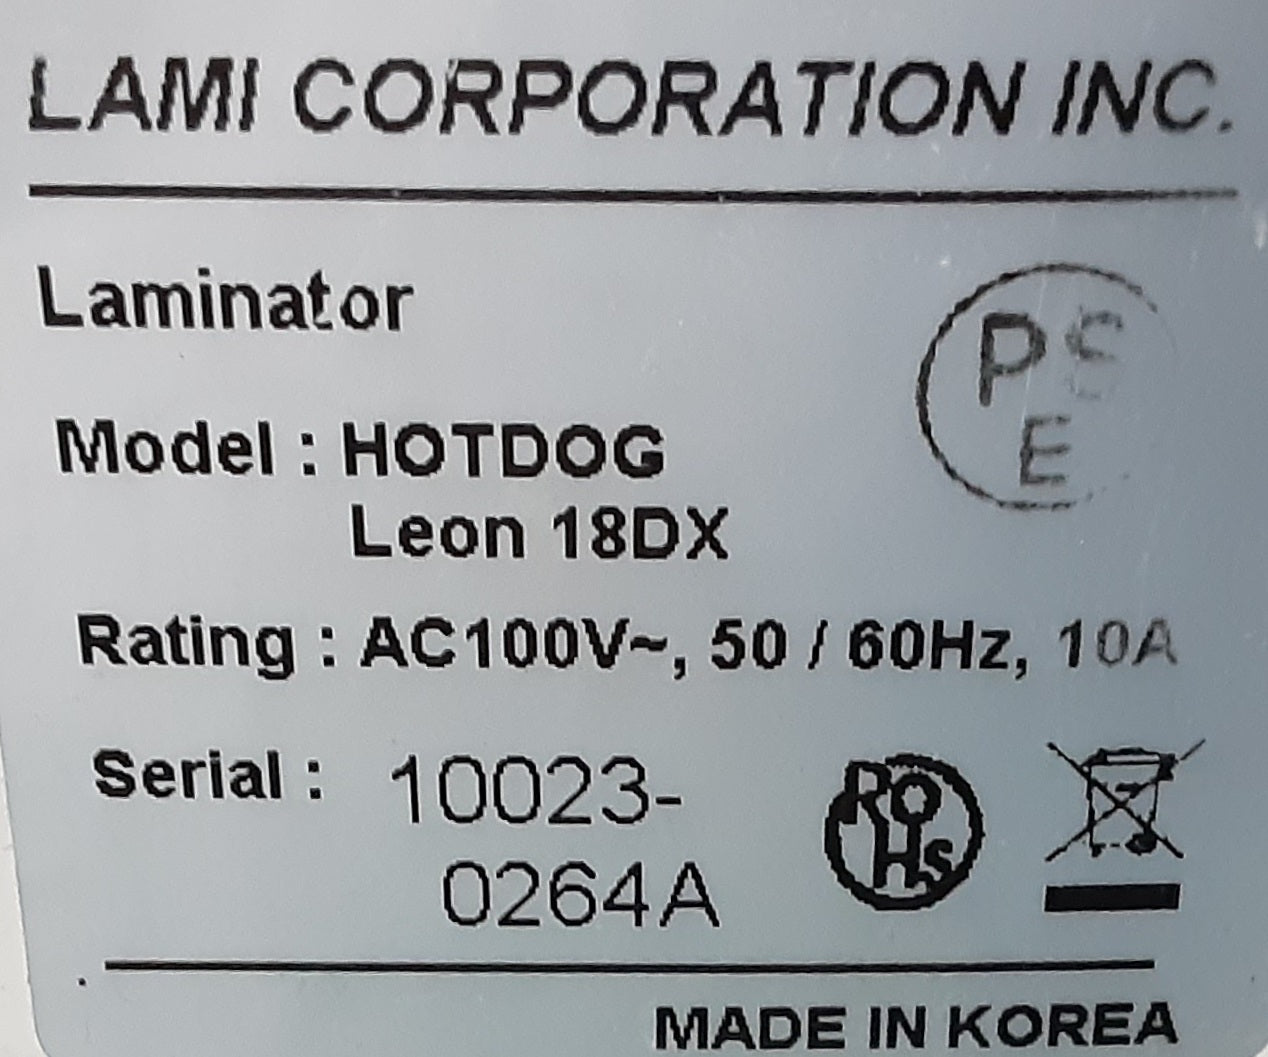 LAMI CORPORATION INC.
Laminator
PS
E
Model : HOTDOG
Leon 18DX
Rating : AC100V~, 50 / 60Hz, 10A
Serial : 10023-
0264A
RoHs
MADE IN KOREA